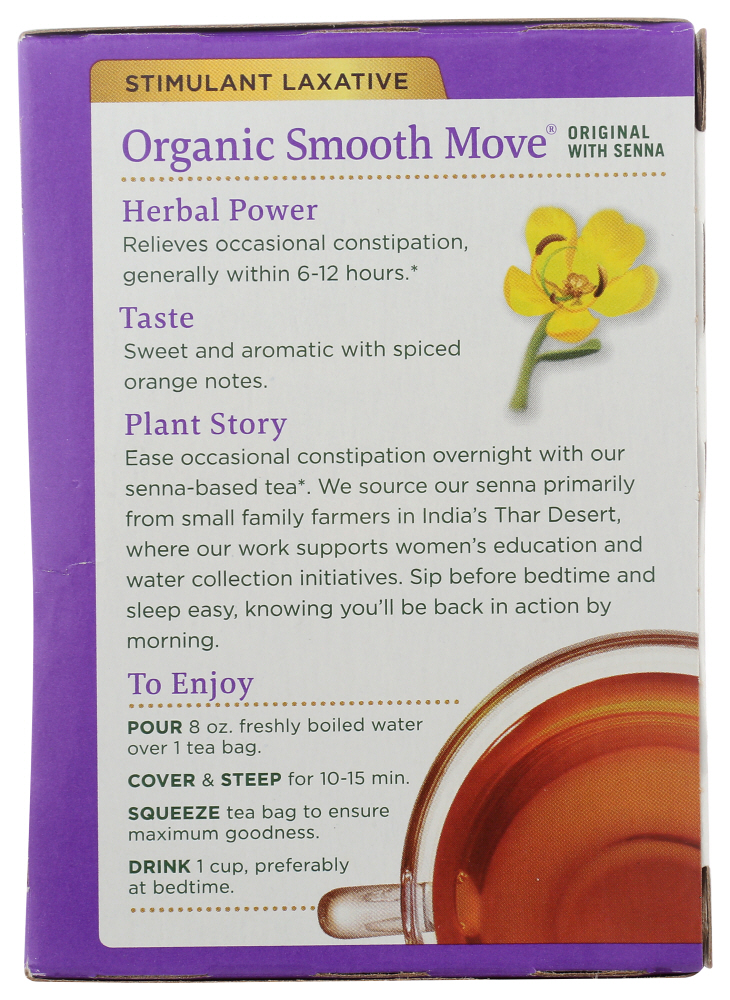 STIMULANT LAXATIVE
Organic Smooth Move® ORIGINAL
WITH SENNA
Herbal Power
Relieves occasional constipation,
generally within 6-12 hours.*
Taste
Sweet and aromatic with spiced
orange notes.
Plant Story
Ease occasional constipation overnight with our
senna-based tea*. We source our senna primarily
from small family farmers in India's Thar Desert,
where our work supports women's education and
water collection initiatives. Sip before bedtime and
sleep easy, knowing you'll be back in action by
morning.
To Enjoy
POUR 8 oz. freshly boiled water
over 1 tea bag.
COVER & STEEP for 10-15 min.
SQUEEZE tea bag to ensure
maximum goodness.
DRINK 1 cup, preferably
at bedtime.